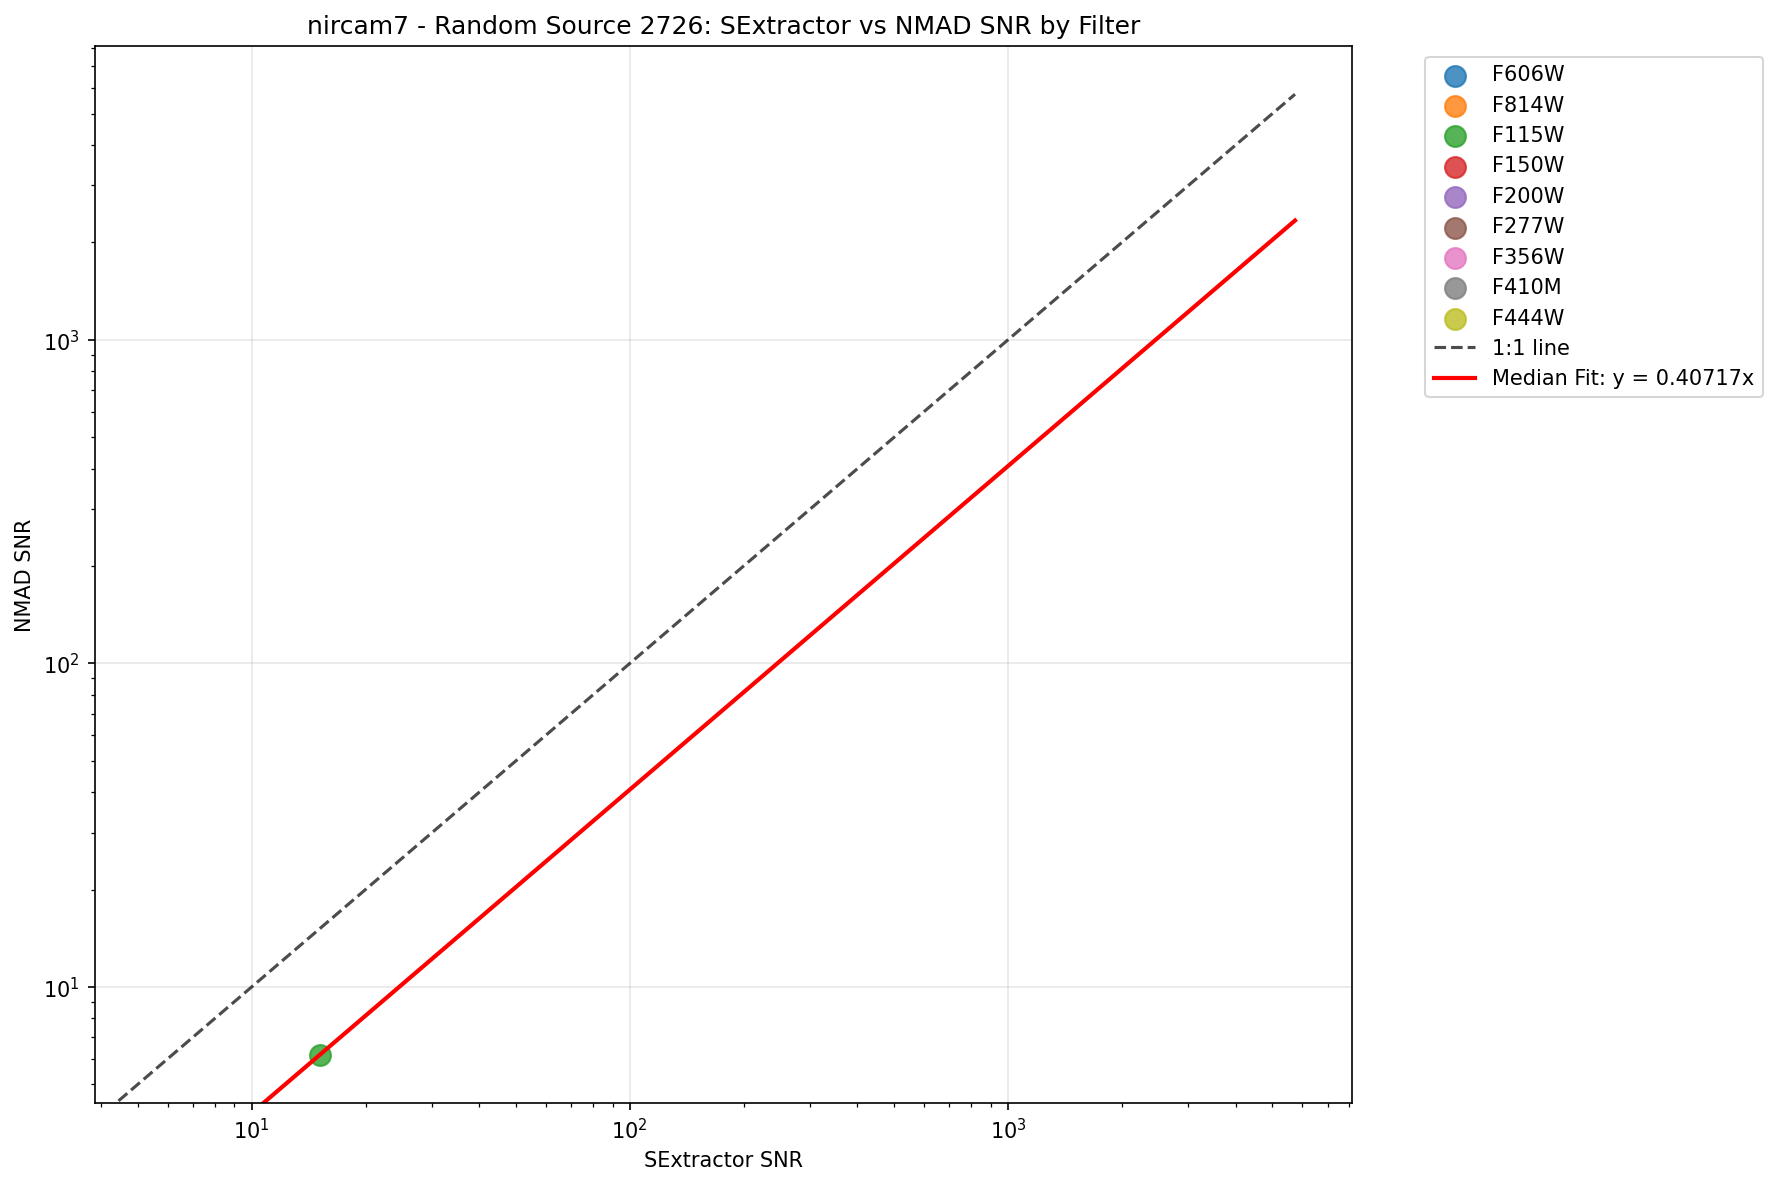 nircam7 - Random Source 2726: SExtractor vs NMAD SNR by Filter
F606W
F814W
F115W
F150W
F200W
F277W
F356W
F410M
F444W
1:1 line
Median Fit: y = 0.40717x
NMAD SNR
10³
10²
10¹
10¹ 10² 10³
SExtractor SNR